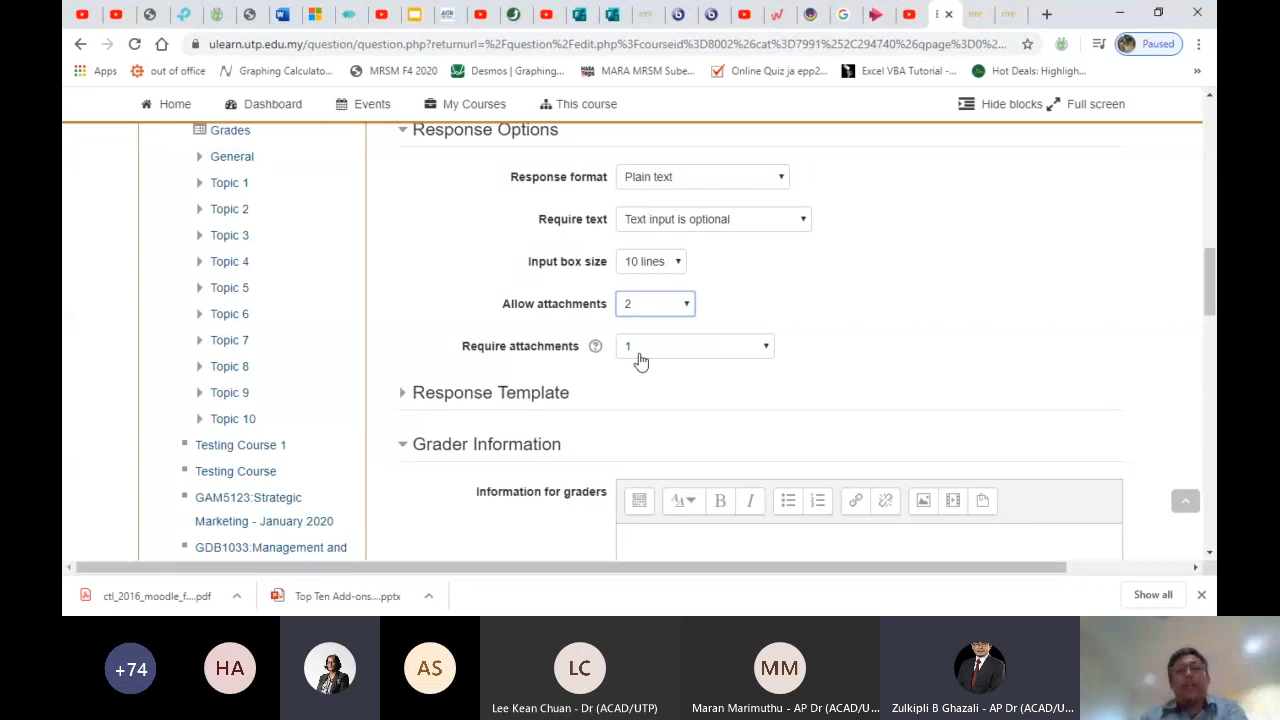 ulearn.utp.edu.my/question/question.php?returnurl=%2Fquestion%2Fedit.php%3Fcourseid%3D8002%26cat%3D7991%252C294740%26qpage%3D0%2...
Paused
Apps
out of office
Graphing Calculato...
MRSM F4 2020
Desmos | Graphing...
MARA MRSM Sube...
Online Quiz ja epp2...
Excel VBA Tutorial -...
Hot Deals: Highligh...
»
Home
Dashboard
Events
My Courses
This course
Hide blocks
Full screen
Grades
General
Topic 1
Topic 2
Topic 3
Topic 4
Topic 5
Topic 6
Topic 7
Topic 8
Topic 9
Topic 10
Testing Course 1
Testing Course
GAM5123:Strategic
Marketing - January 2020
GDB1033:Management and
Response Options
Response format Plain text
Require text Text input is optional
Input box size 10 lines
Allow attachments 2
Require attachments ? 1
Response Template
Grader Information
Information for graders
B I
ctl_2016_moodle_f....pdf
Top Ten Add-ons....pptx
Show all
+74
HA
AS
LC
MM
Lee Kean Chuan - Dr (ACAD/UTP)
Maran Marimuthu - AP Dr (ACAD/U...
Zulkipli B Ghazali - AP Dr (ACAD/U...